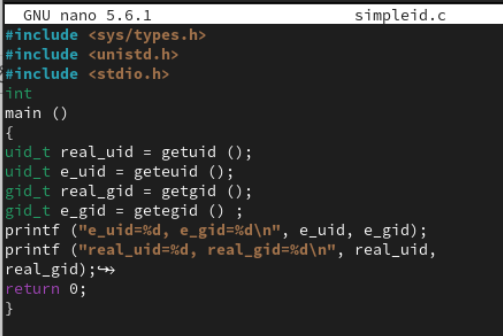 GNU nano 5.6.1 simpleid.c
#include <sys/types.h>
#include <unistd.h>
#include <stdio.h>
int
main ()
{
uid_t real_uid = getuid ();
uid_t e_uid = geteuid ();
gid_t real_gid = getgid ();
gid_t e_gid = getegid () ;
printf ("e_uid=%d, e_gid=%d\n", e_uid, e_gid);
printf ("real_uid=%d, real_gid=%d\n", real_uid,
real_gid);↪
return 0;
}